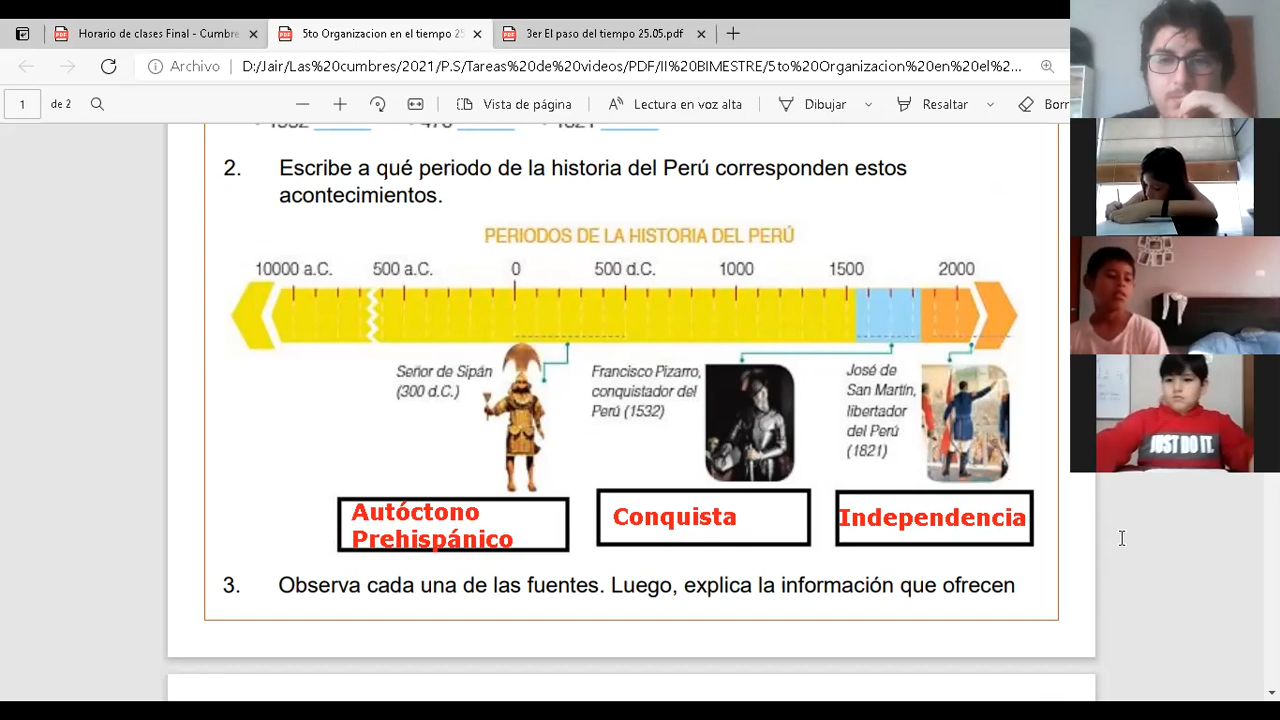 Horario de clases Final - Cumbre
5to Organizacion en el tiempo 25
3er El paso del tiempo 25.05.pdf
Archivo
D:/Jair/Las%20cumbres/2021/P.S/Tareas%20de%20videos/PDF/II%20BIMESTRE/5to%20Organizacion%20en%20el%2...
1
de 2
Vista de página
Lectura en voz alta
Dibujar
Resaltar
Borr
2. Escribe a qué periodo de la historia del Perú corresponden estos
acontecimientos.
PERIODOS DE LA HISTORIA DEL PERÚ
10000 a.C. 500 a.C. 0 500 d.C. 1000 1500 2000
Señor de Sipán
(300 d.C.)
Francisco Pizarro,
conquistador del
Perú (1532)
José de
San Martín,
libertador
del Perú
(1821)
Autóctono
Prehispánico
Conquista
Independencia
3. Observa cada una de las fuentes. Luego, explica la información que ofrecen
JUST DO IT.